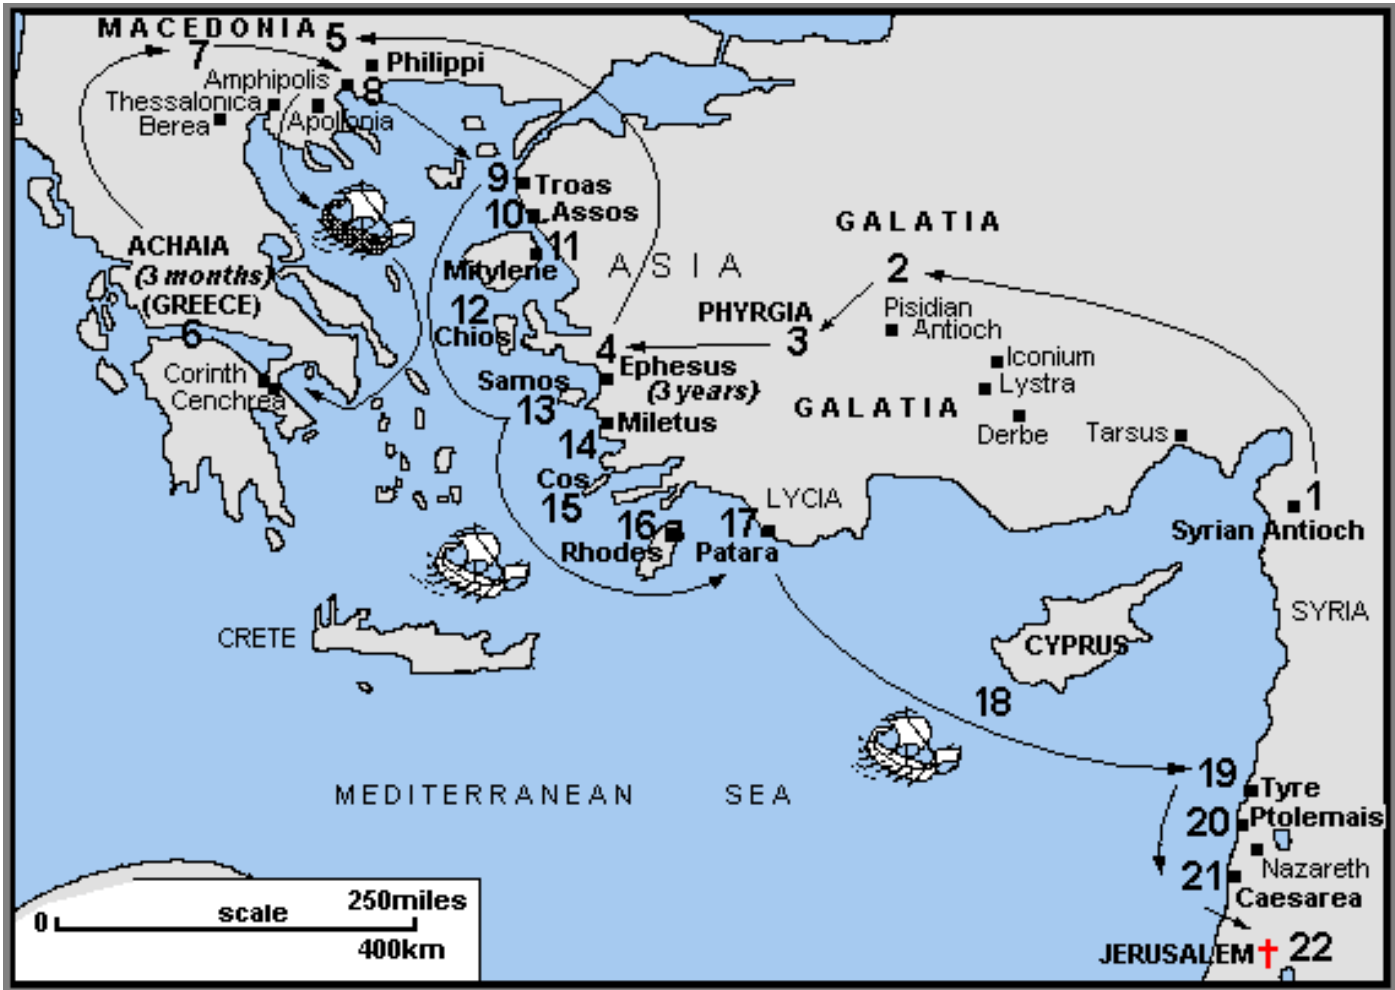 MACEDONIA
5
7
Philippi
Amphipolis
8
Thessalonica
Apollonia
Berea
9
Troas
10
Assos
11
Mitylene
ASIA
GALATIA
2
Pisidian
Antioch
PHYRGIA
3
ACHAIA
(3 months)
(GREECE)
6
12
Chios
4
Ephesus
(3 years)
Iconium
Lystra
Corinth
Cenchrea
Samos
13
GALATIA
Derbe
Tarsus
Miletus
14
Cos
15
16
Rhodes
17
Patara
LYCIA
1
Syrian Antioch
SYRIA
CRETE
CYPRUS
18
MEDITERRANEAN SEA
19
Tyre
20
Ptolemais
Nazareth
21
Caesarea
JERUSALEM
22
250miles
0
scale
400km